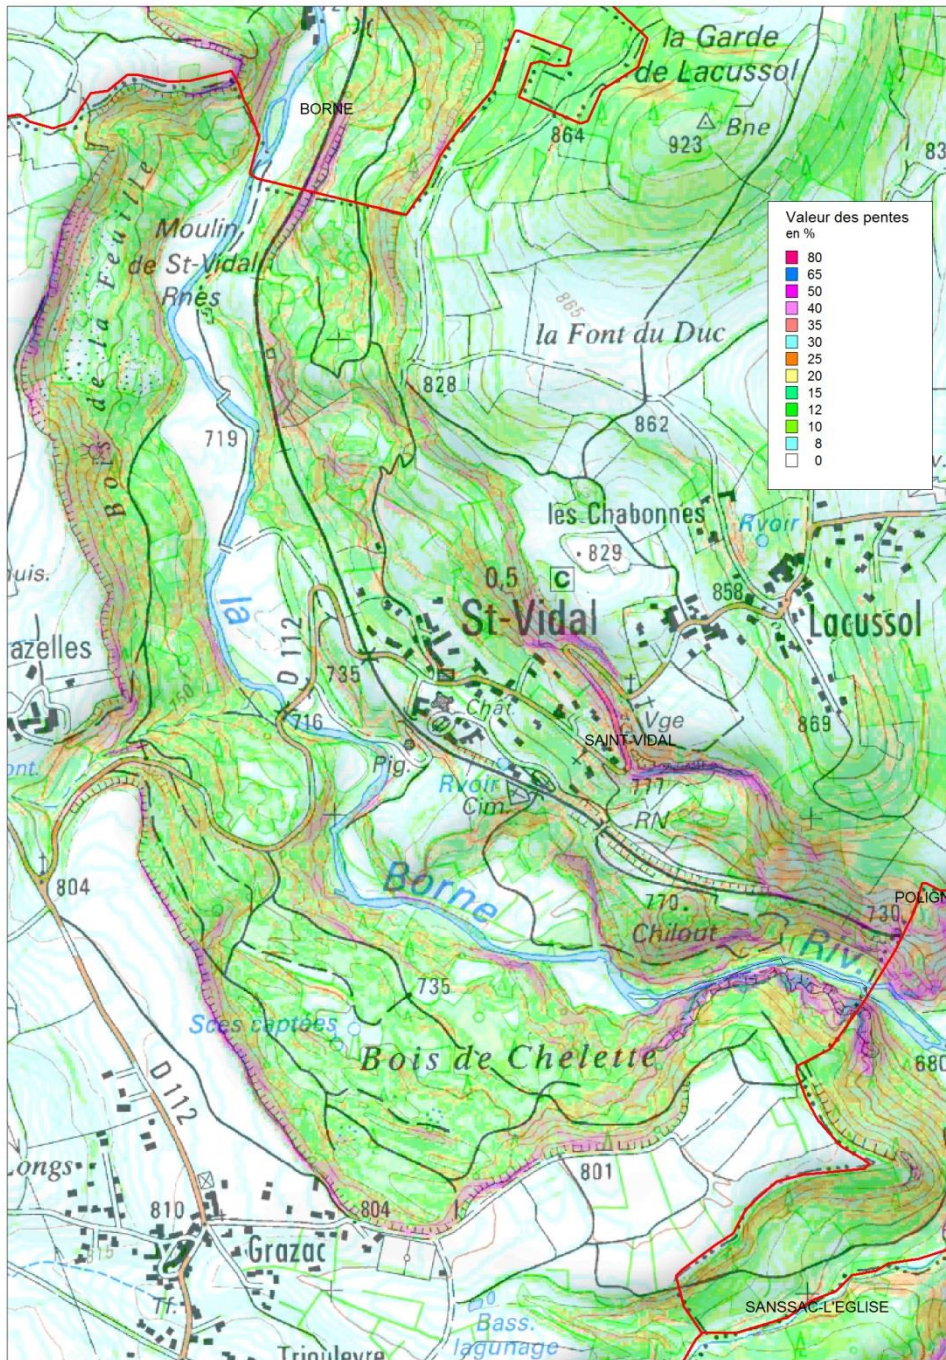 la Garde
de Lacussol
BORNE
864
923
Bne
Valeur des pentes
en %
80
65
50
40
35
30
25
20
15
12
10
8
0
Bois de la Feuille
Moulin
de St-Vidal
Rnes
865
la Font du Duc
828
862
719
les Chabonnes
Rvoir
829
0,5
C
858
St-Vidal
Lacussol
la
D 112
735
750
Chât.
869
716
Vge
SAINT-VIDAL
Pig.
Rvoir
Cim.
777
RN
804
Borne
770
730
Chilout
Riv.
735
Sces captées
Bois de Chelette
680
D 112
801
810
804
815
Grazac
Tf.
SANSSAC-L'EGLISE
Bass.
lagunage